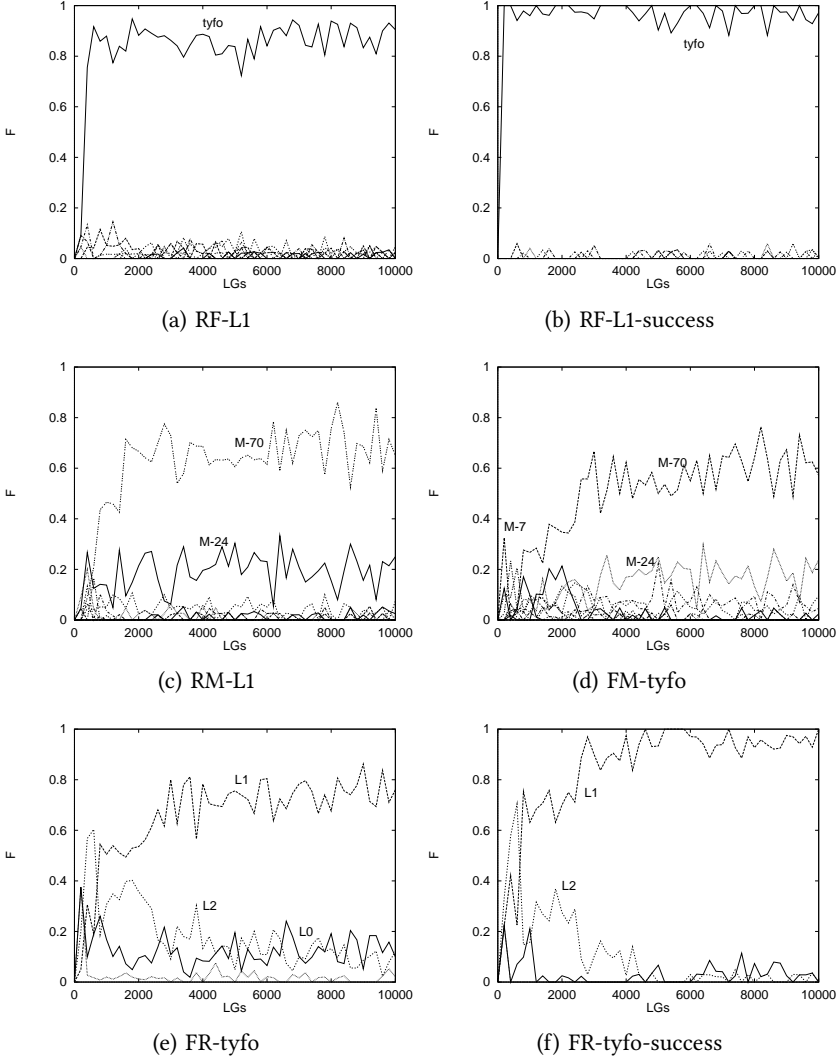 1
0.8
0.6
0.4
0.2
0
F
tyfo
0 2000 4000 6000 8000 10000
LGs
(a) RF-L1
1
0.8
0.6
0.4
0.2
0
F
tyfo
0 2000 4000 6000 8000 10000
LGs
(b) RF-L1-success
1
0.8
0.6
0.4
0.2
0
F
M-70
M-24
0 2000 4000 6000 8000 10000
LGs
(c) RM-L1
1
0.8
0.6
0.4
0.2
0
F
M-70
M-7
M-24
0 2000 4000 6000 8000 10000
LGs
(d) FM-tyfo
1
0.8
0.6
0.4
0.2
0
F
L1
L2
L0
0 2000 4000 6000 8000 10000
LGs
(e) FR-tyfo
1
0.8
0.6
0.4
0.2
0
F
L1
L2
0 2000 4000 6000 8000 10000
LGs
(f) FR-tyfo-success